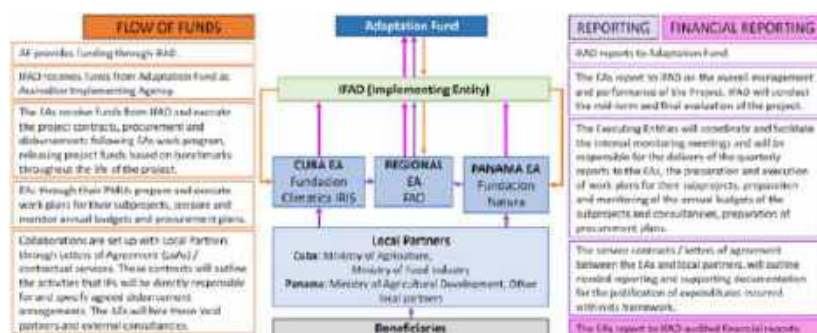 FLOW OF FUNDS
AF provides funding through IFAD.
IFAD receives funds from Adaptation Fund as
Accredited Implementing Agency.
The EAs receive funds from IFAD and execute
the project contracts, procurement and
disbursements following EAs work program,
releasing project funds based on benchmarks
throughout the life of the project.
EAs through their PMUs prepare and execute
work plans for their subprojects, prepare and
monitor annual budgets and procurement plans.
Collaborations are set up with Local Partners
through Letters of Agreement (LoAs) /
contractual services. These contracts will outline
the activities that will be directly responsible
for and specify agreed disbursement
arrangements. The AEs will hire these local
partners and external consultancies.
Adaptation Fund
IFAD (Implementing Entity)
CUBA EA
Fundacion
Climatica IRIS
REGIONAL
EA
FAO
PANAMA EA
Fundacion
Natura
Local Partners
Cuba: Ministry of Agriculture,
Ministry of Food Industry
Panama: Ministry of Agricultural Development, Other
local partners
Beneficiaries
REPORTING
FINANCIAL REPORTING
IFAD reports to Adaptation Fund
The EAs report to IFAD on the overall management
and performance of the Project. IFAD will conduct
the mid-term and final evaluation of the project.
The Executing Entities will coordinate and facilitate
the internal monitoring meetings and will be
responsible for the delivery of the quarterly
reports to the EAs, the preparation and execution
of work plans for their subprojects, preparation
and monitoring of the annual budgets of the
subprojects and consultancies, preparation of
procurement plans.
The service contracts / letters of agreement
between the EAs and local partners, will outline
needed reporting and supporting documentation
for the justification of expenditures incurred
within its framework.
The EAs report to IFAD audited financial reports